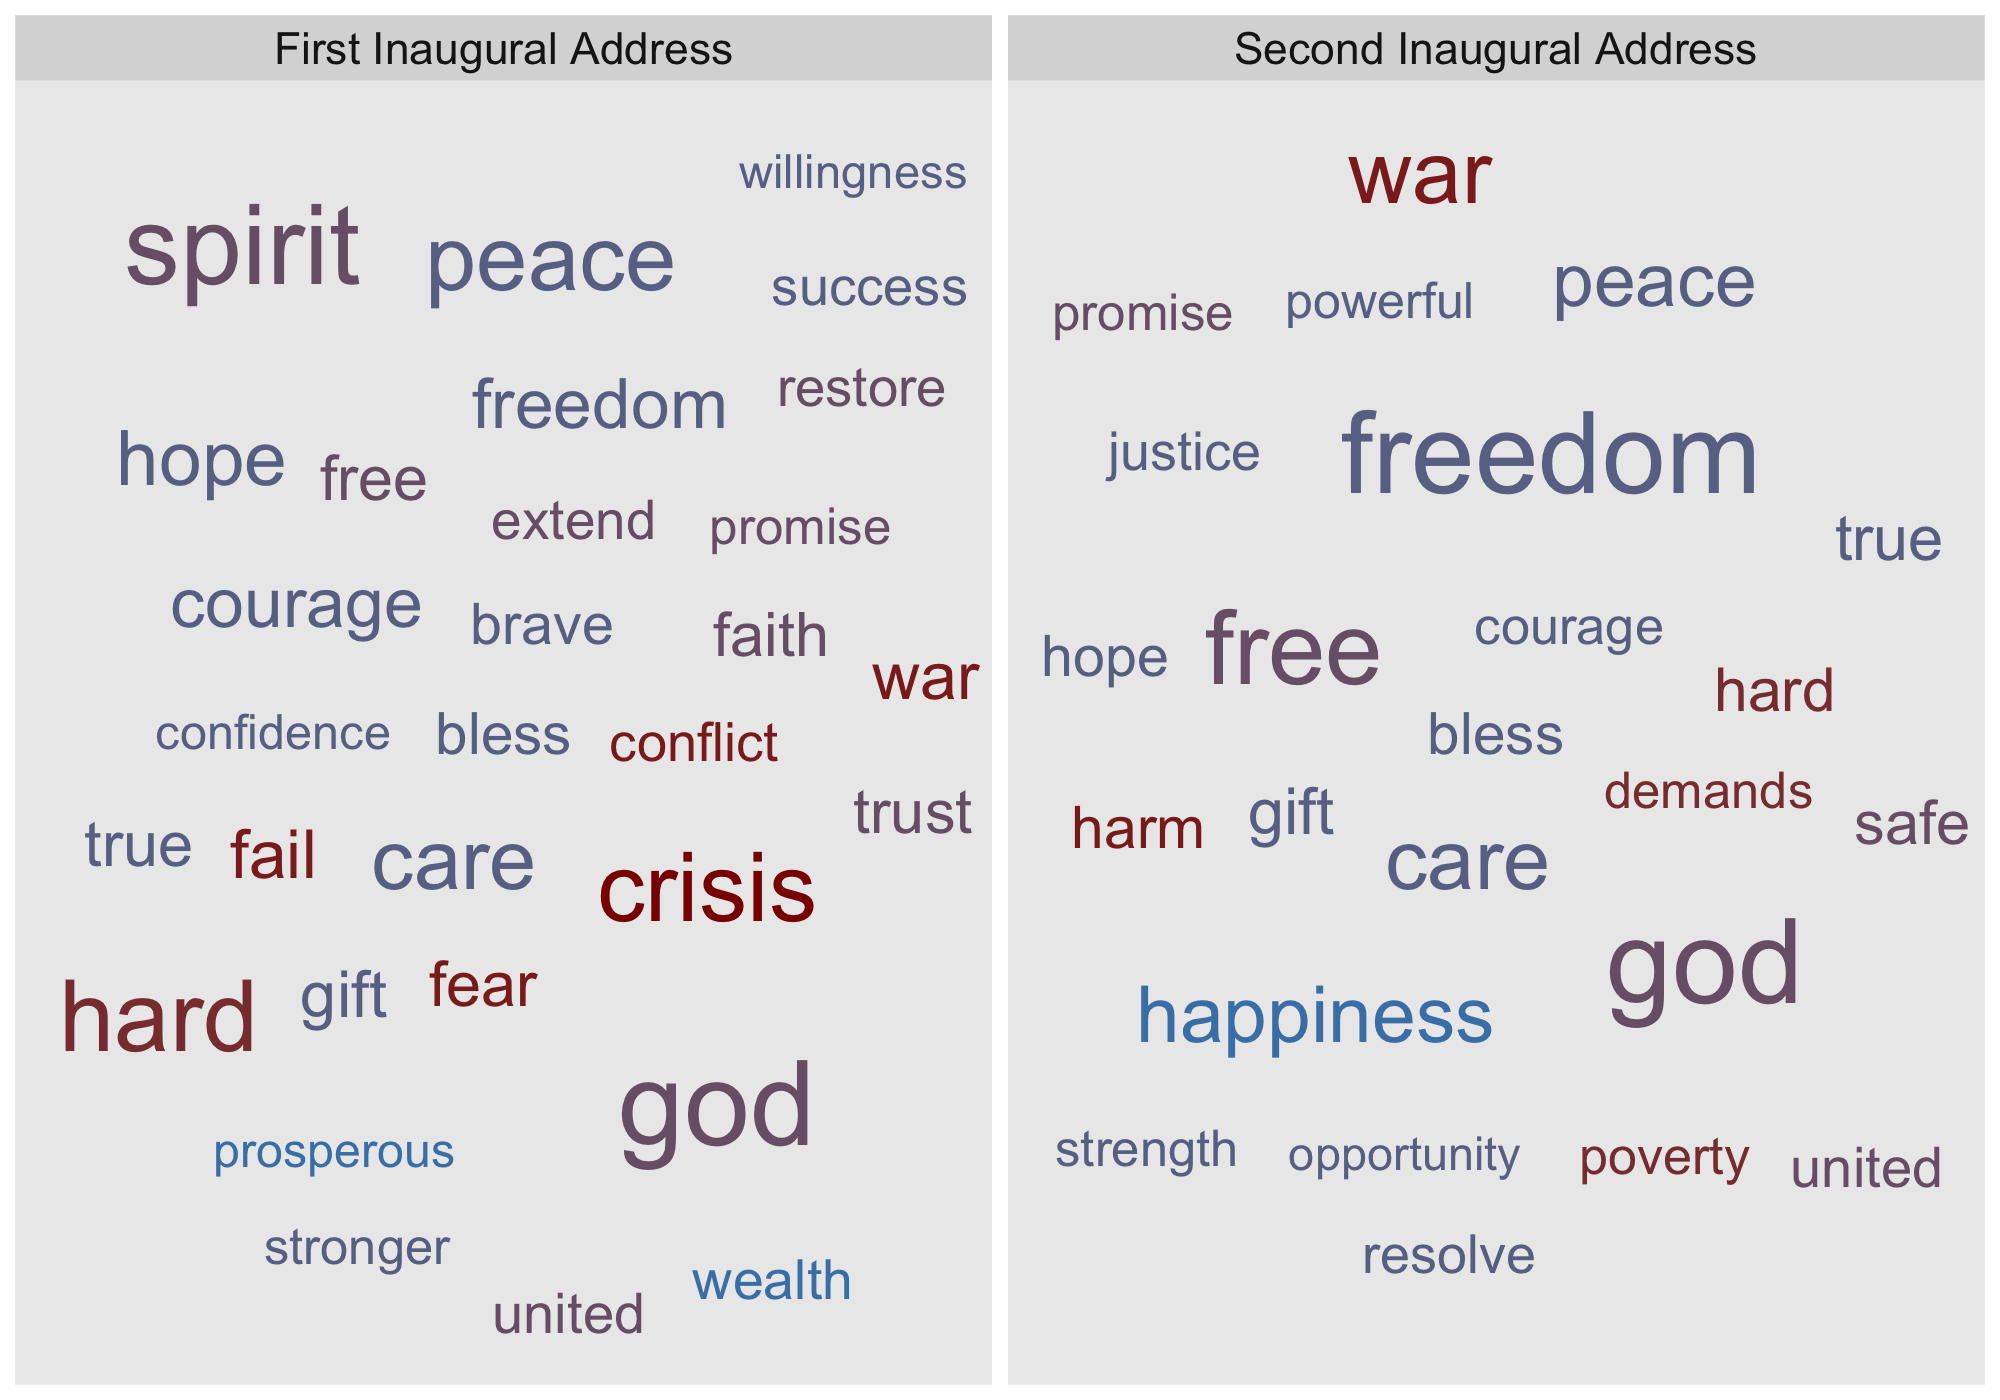 First Inaugural Address
willingness
spirit
peace
success
freedom
restore
hope
free
extend
promise
courage
brave
faith
war
confidence
bless
conflict
trust
true
fail
care
crisis
hard
gift
fear
god
prosperous
stronger
wealth
united
Second Inaugural Address
war
promise
powerful
peace
justice
freedom
true
hope
free
courage
hard
bless
harm
gift
demands
safe
care
god
happiness
strength
opportunity
poverty
united
resolve